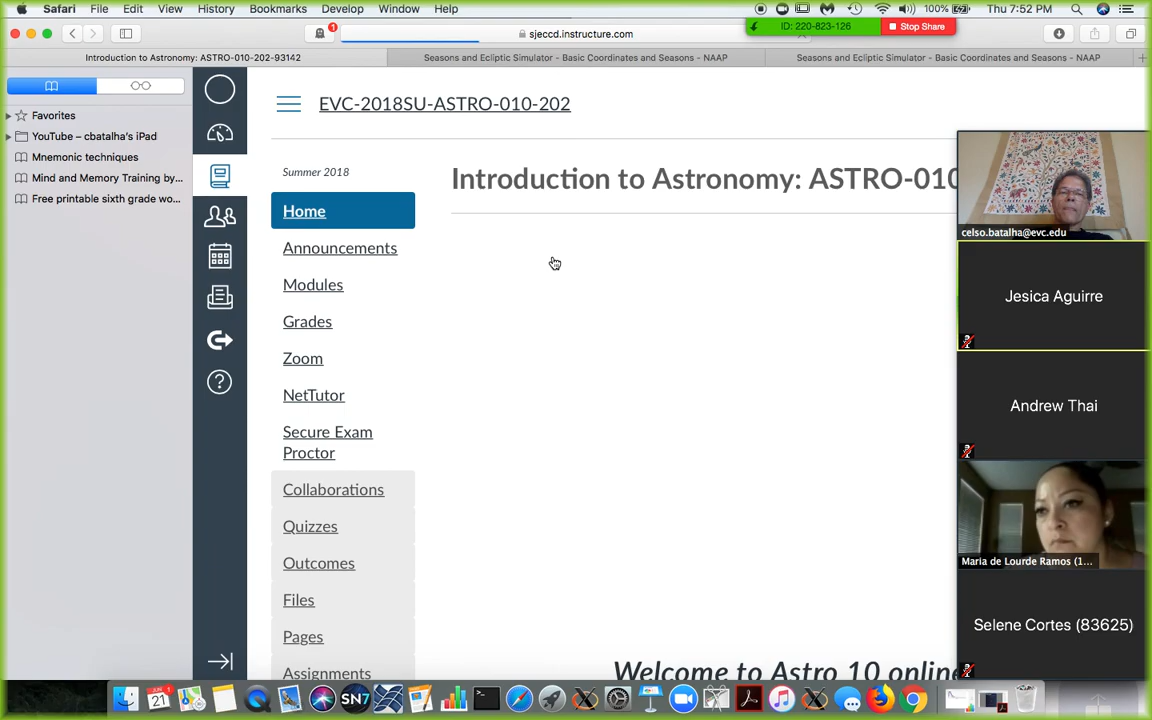 Safari File Edit View History Bookmarks Develop Window Help 100% Thu 7:52 PM
ID: 220-823-126 Stop Share
1
sjeccd.instructure.com
Introduction to Astronomy: ASTRO-010-202-93142
Seasons and Ecliptic Simulator - Basic Coordinates and Seasons - NAAP
Seasons and Ecliptic Simulator - Basic Coordinates and Seasons - NAAP
Favorites
YouTube – cbatalha's iPad
Mnemonic techniques
Mind and Memory Training by...
Free printable sixth grade wo...
EVC-2018SU-ASTRO-010-202
Summer 2018
Home
Announcements
Modules
Grades
Zoom
NetTutor
Secure Exam
Proctor
Collaborations
Quizzes
Outcomes
Files
Pages
Assignments
Introduction to Astronomy: ASTRO-010
Welcome to Astro 10 online
celso.batalha@evc.edu
Jesica Aguirre
Andrew Thai
Maria de Lourde Ramos (1...
Selene Cortes (83625)
21
SN7